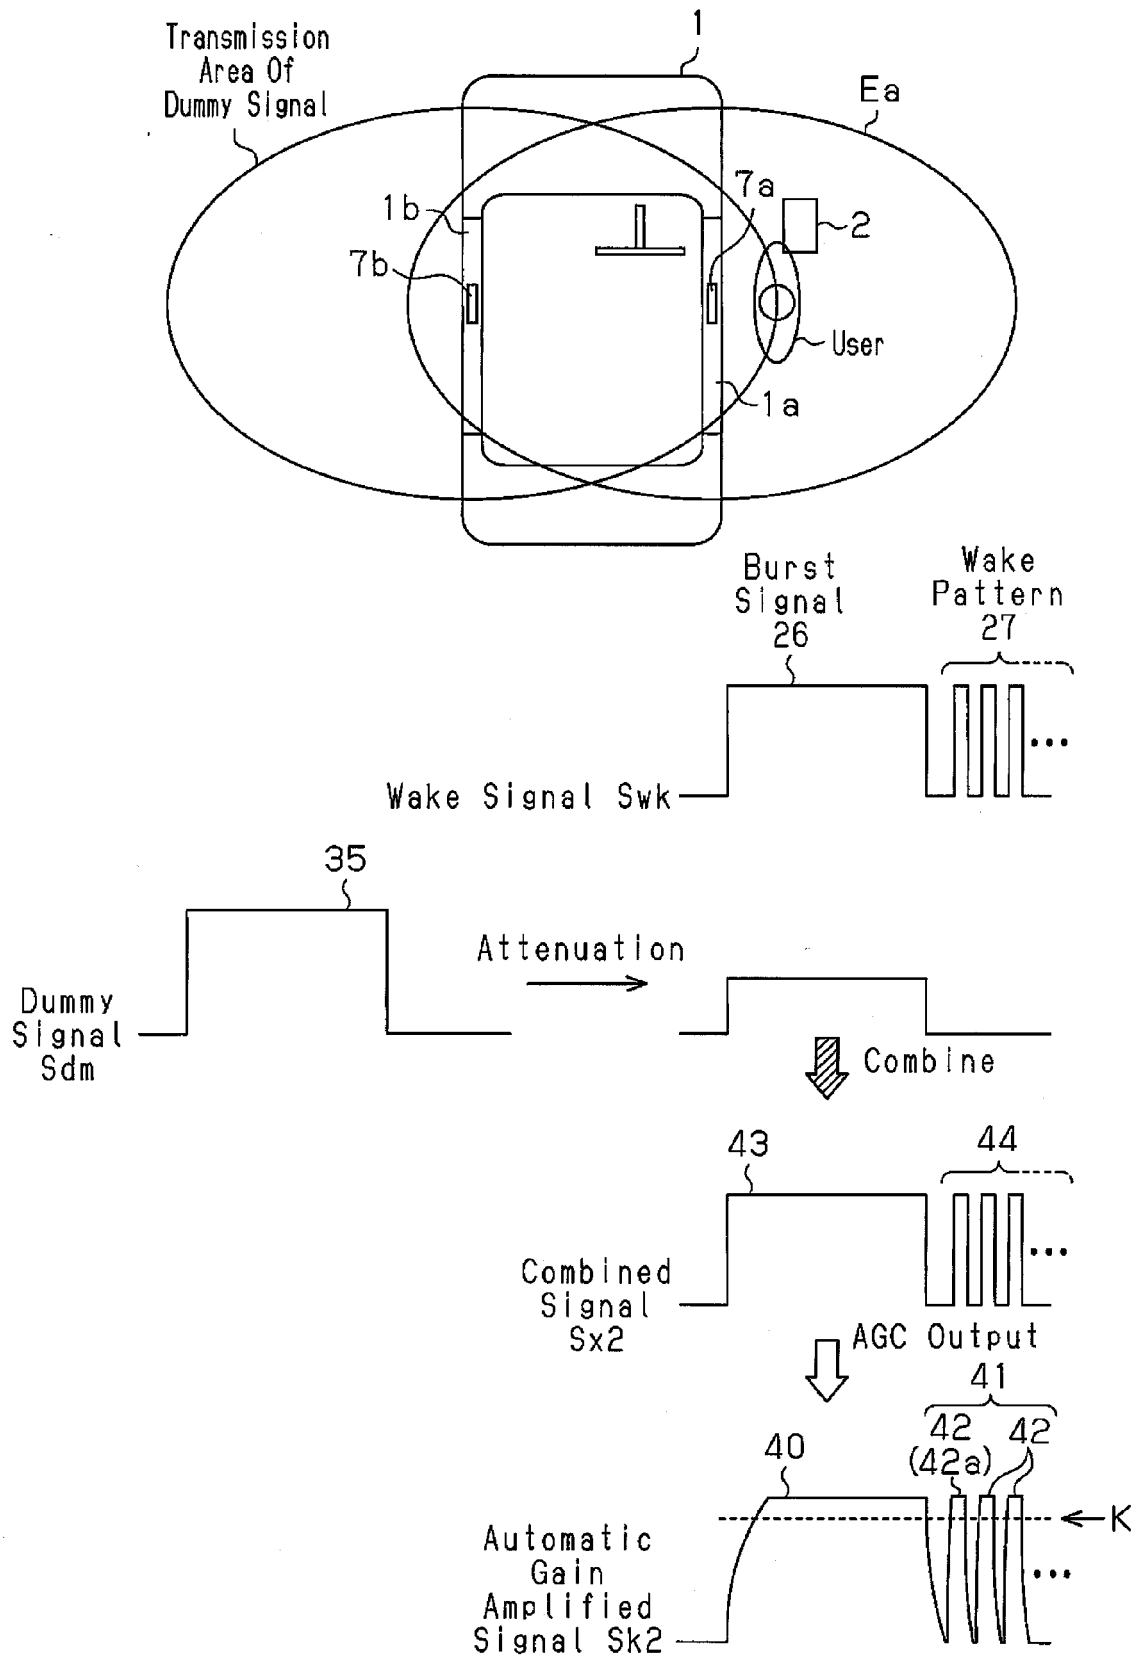 Transmission
Area Of
Dummy Signal
1
Ea
1b
7a
2
7b
User
1a
Burst
Signal
26
Wake
Pattern
27
Wake Signal Swk
35
Attenuation
Dummy
Signal
Sdm
Combine
43
44
Combined
Signal
Sx2
AGC Output
41
40
42
(42a)
42
K
Automatic
Gain
Amplified
Signal Sk2